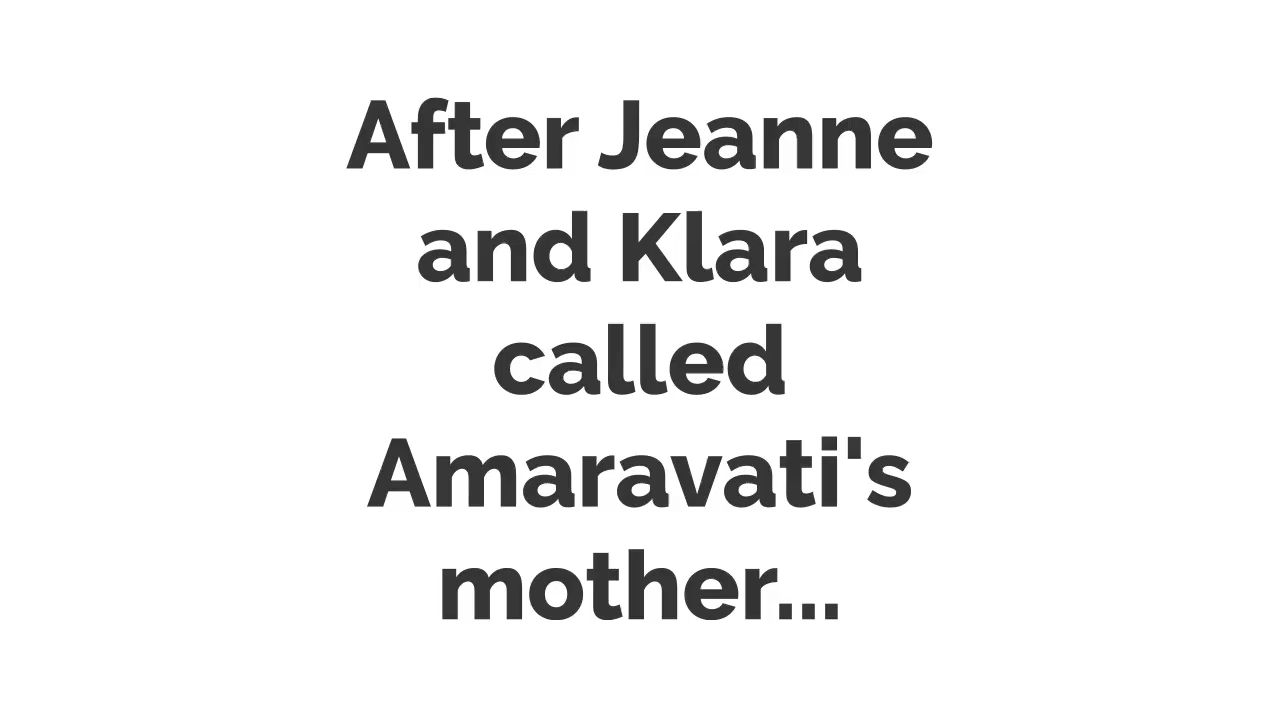 After Jeanne
and Klara
called
Amaravati's
mother...